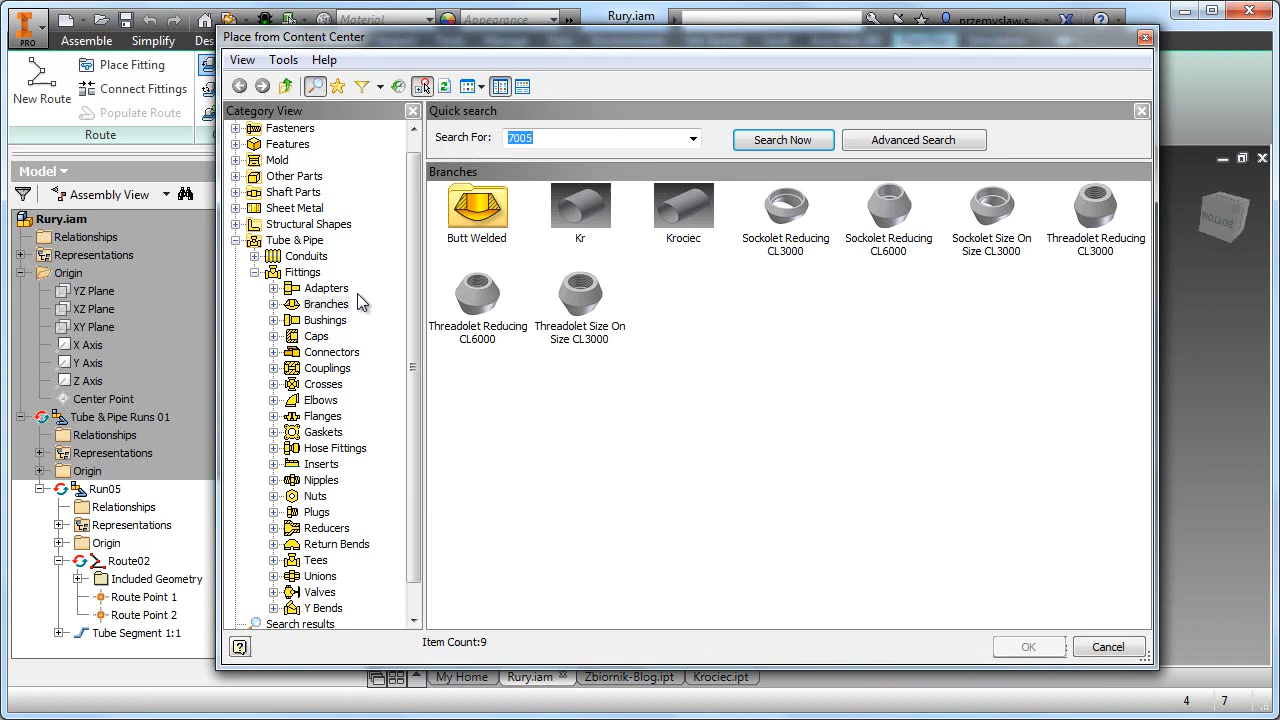 PRO
Material
Appearance
Rury.iam
przemyslaw.s...
Assemble
Simplify
Des
Place Fitting
Connect Fittings
Populate Route
New Route
Route
Model
Assembly View
Rury.iam
Relationships
Representations
Origin
YZ Plane
XZ Plane
XY Plane
X Axis
Y Axis
Z Axis
Center Point
Tube & Pipe Runs 01
Relationships
Representations
Origin
Run05
Relationships
Representations
Origin
Route02
Included Geometry
Route Point 1
Route Point 2
Tube Segment 1:1
Place from Content Center
View
Tools
Help
Category View
Fasteners
Features
Mold
Other Parts
Shaft Parts
Sheet Metal
Structural Shapes
Tube & Pipe
Conduits
Fittings
Adapters
Branches
Bushings
Caps
Connectors
Couplings
Crosses
Elbows
Flanges
Gaskets
Hose Fittings
Inserts
Nipples
Nuts
Plugs
Reducers
Return Bends
Tees
Unions
Valves
Y Bends
Search results
Quick search
Search For:
7005
Search Now
Advanced Search
Branches
Butt Welded
Kr
Krociec
Sockolet Reducing
CL3000
Sockolet Reducing
CL6000
Sockolet Size On
Size CL3000
Threadolet Reducing
CL3000
Threadolet Reducing
CL6000
Threadolet Size On
Size CL3000
Item Count:9
OK
Cancel
BOTTOM
My Home
Rury.iam
Zbiornik-Blog.ipt
Krociec.ipt
4
7